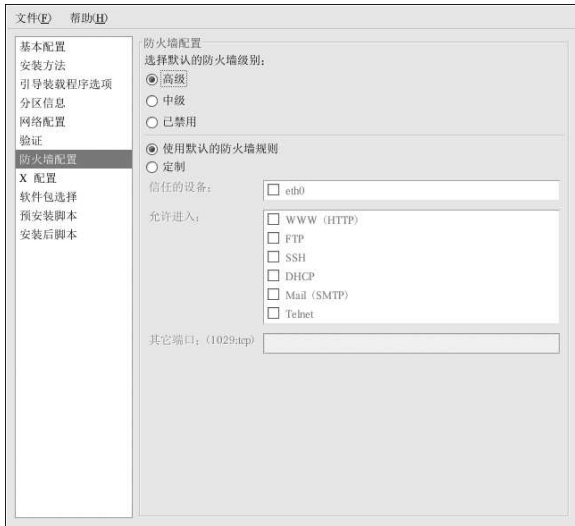 文件(F) 帮助(H)
基本配置
安装方法
引导装载程序选项
分区信息
网络配置
验证
防火墙配置
X 配置
软件包选择
预安装脚本
安装后脚本
防火墙配置
选择默认的防火墙级别:
高级
中级
已禁用
使用默认的防火墙规则
定制
信任的设备:
eth0
允许进入:
WWW (HTTP)
FTP
SSH
DHCP
Mail (SMTP)
Telnet
其它端口: (1029:tcp)